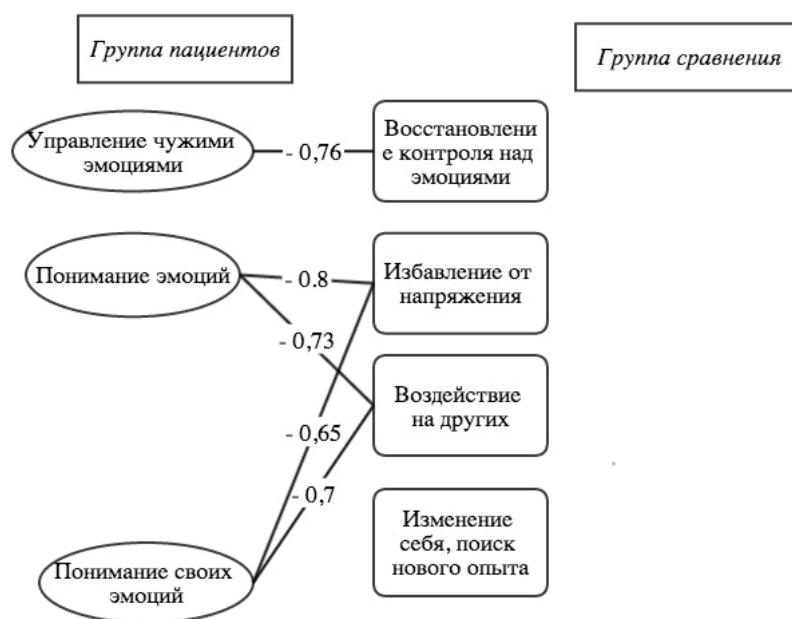 Группа пациентов
Группа сравнения
Управление чужими
эмоциями
- 0,76
Восстановлени
е контроля над
эмоциями
Понимание эмоций
- 0.8
Избавление от
напряжения
- 0,73
Воздействие
на других
- 0,65
- 0,7
Изменение
себя, поиск
нового опыта
Понимание своих
эмоций